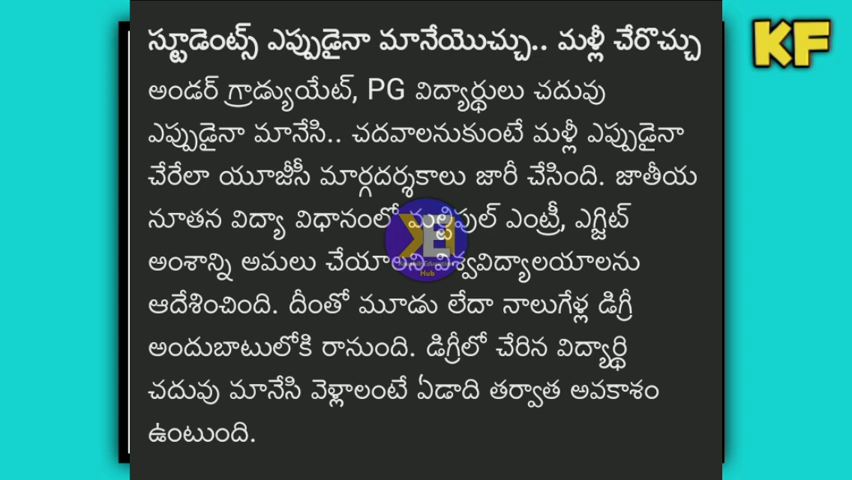 KF
స్టూడెంట్స్ ఎప్పుడైనా మానేయొచ్చు.. మళ్లీ చేరొచ్చు
అండర్ గ్రాడ్యుయేట్, PG విద్యార్థులు చదువు
ఎప్పుడైనా మానేసి.. చదవాలనుకుంటే మళ్లీ ఎప్పుడైనా
చేరేలా యూజీసీ మార్గదర్శకాలు జారీ చేసింది. జాతీయ
నూతన విద్యా విధానంలో మల్టిపుల్ ఎంట్రీ, ఎగ్జిట్
అంశాన్ని అమలు చేయాలని విశ్వవిద్యాలయాలను
ఆదేశించింది. దీంతో మూడు లేదా నాలుగేళ్ల డిగ్రీ
అందుబాటులోకి రానుంది. డిగ్రీలో చేరిన విద్యార్థి
చదువు మానేసి వెళ్లాలంటే ఏడాది తర్వాత అవకాశం
ఉంటుంది.
Hub